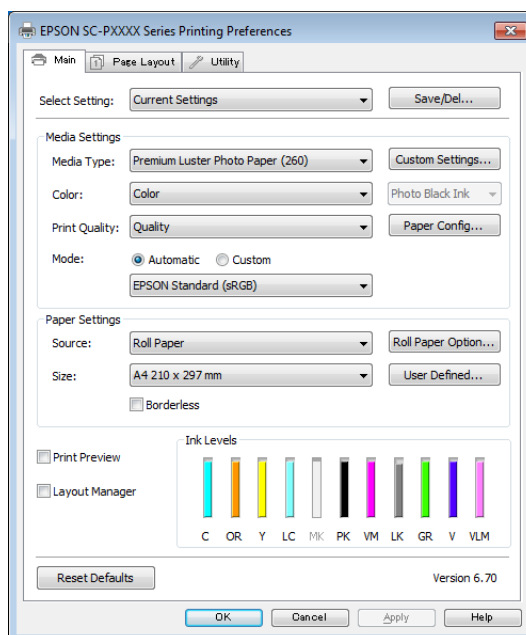 EPSON SC-PXXXX Series Printing Preferences
Main Page Layout Utility
Select Setting: Current Settings Save/Del...
Media Settings
Media Type: Premium Luster Photo Paper (260) Custom Settings...
Color: Color Photo Black Ink
Print Quality: Quality Paper Config...
Mode: Automatic Custom
EPSON Standard (sRGB)
Paper Settings
Source: Roll Paper Roll Paper Option...
Size: A4 210 x 297 mm User Defined...
Borderless
Ink Levels
Print Preview
Layout Manager
C OR Y LC MK PK VM LK GR V VLM
Reset Defaults Version 6.70
OK Cancel Apply Help